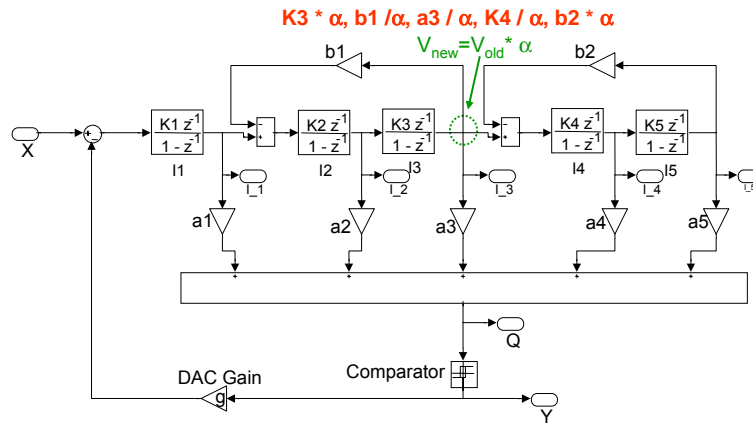 K3 * α, b1 /α, a3 / α, K4 / α, b2 * α
Vnew=Vold* α
b1
b2
K1 z-1
1 - z-1
K2 z-1
1 - z-1
K3 z-1
1 - z-1
K4 z-1
1 - z-1
K5 z-1
1 - z-1
X
I1
I2
I3
I4
I5
I_1
I_2
I_3
I_4
a1
a2
a3
a4
a5
Q
DAC Gain
Comparator
g
Y